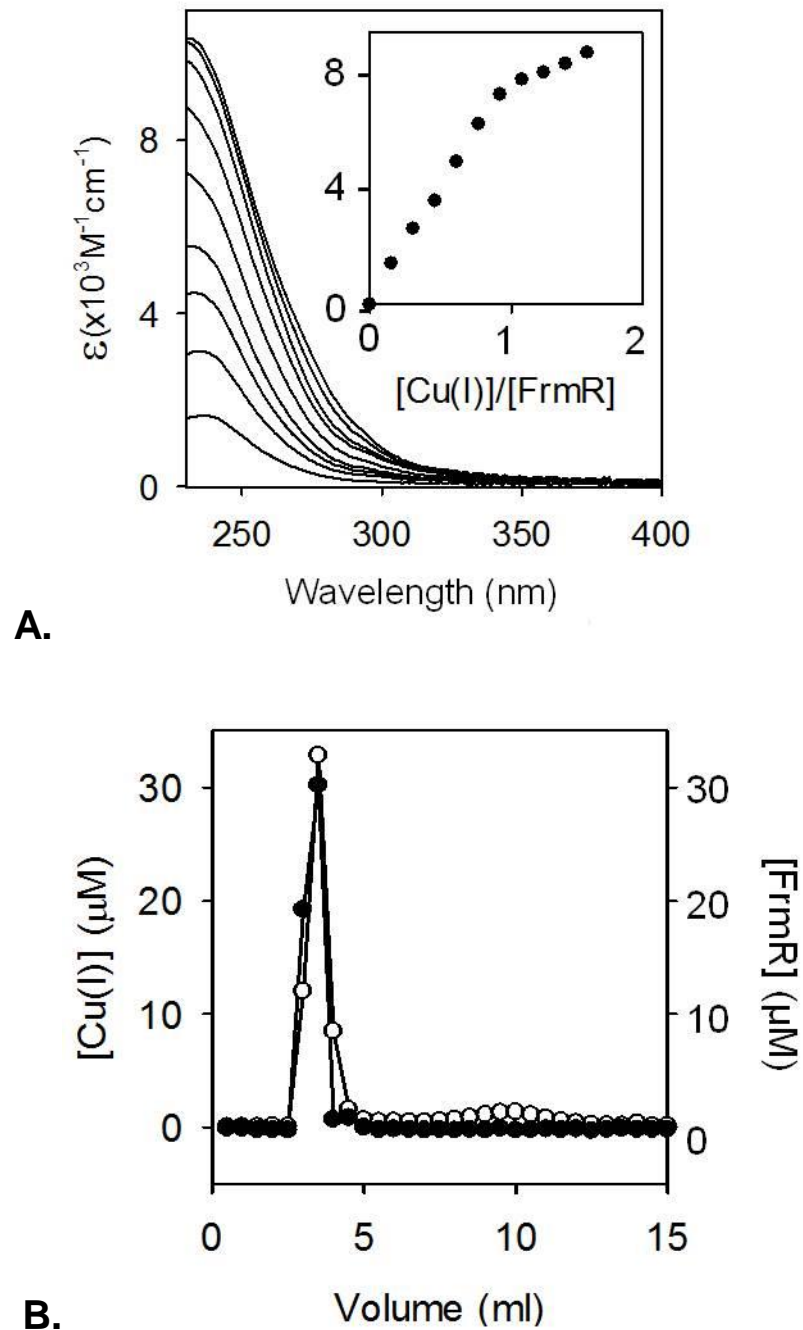 8
4
0
ε(x10³M⁻¹cm⁻¹)
250 300 350 400
Wavelength (nm)
8
4
0
0 1 2
[Cu(I)]/[FrmR]
A.
30
20
10
0
[Cu(I)] (μM)
30
20
10
0
[FrmR] (μM)
0 5 10 15
Volume (ml)
B.